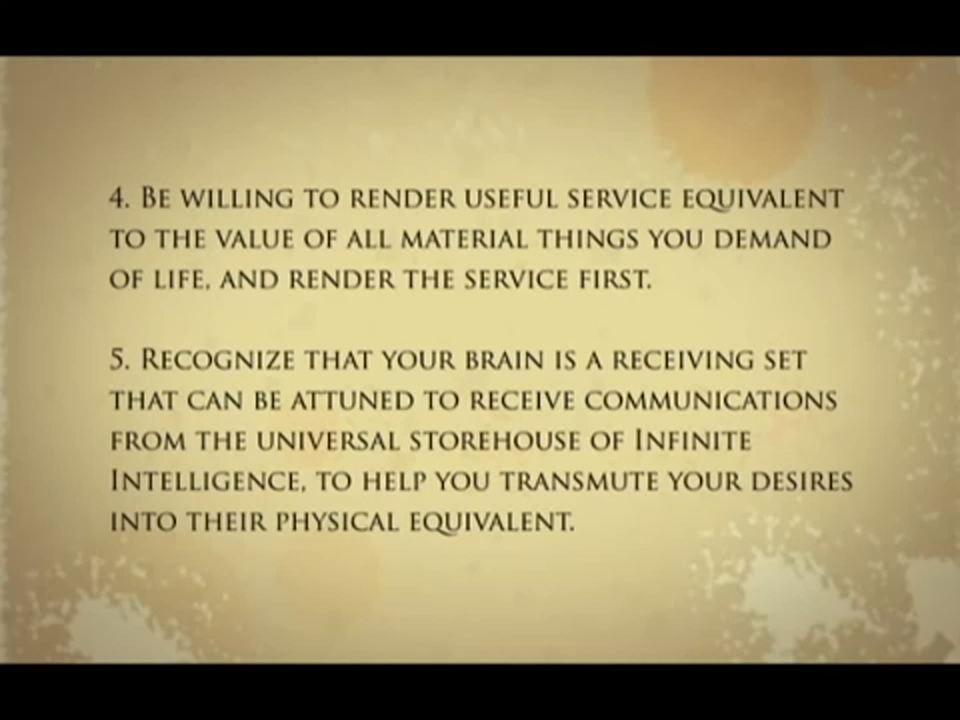 4. Be willing to render useful service equivalent
to the value of all material things you demand
of life, and render the service first.
5. Recognize that your brain is a receiving set
that can be attuned to receive communications
from the universal storehouse of Infinite
Intelligence, to help you transmute your desires
into their physical equivalent.